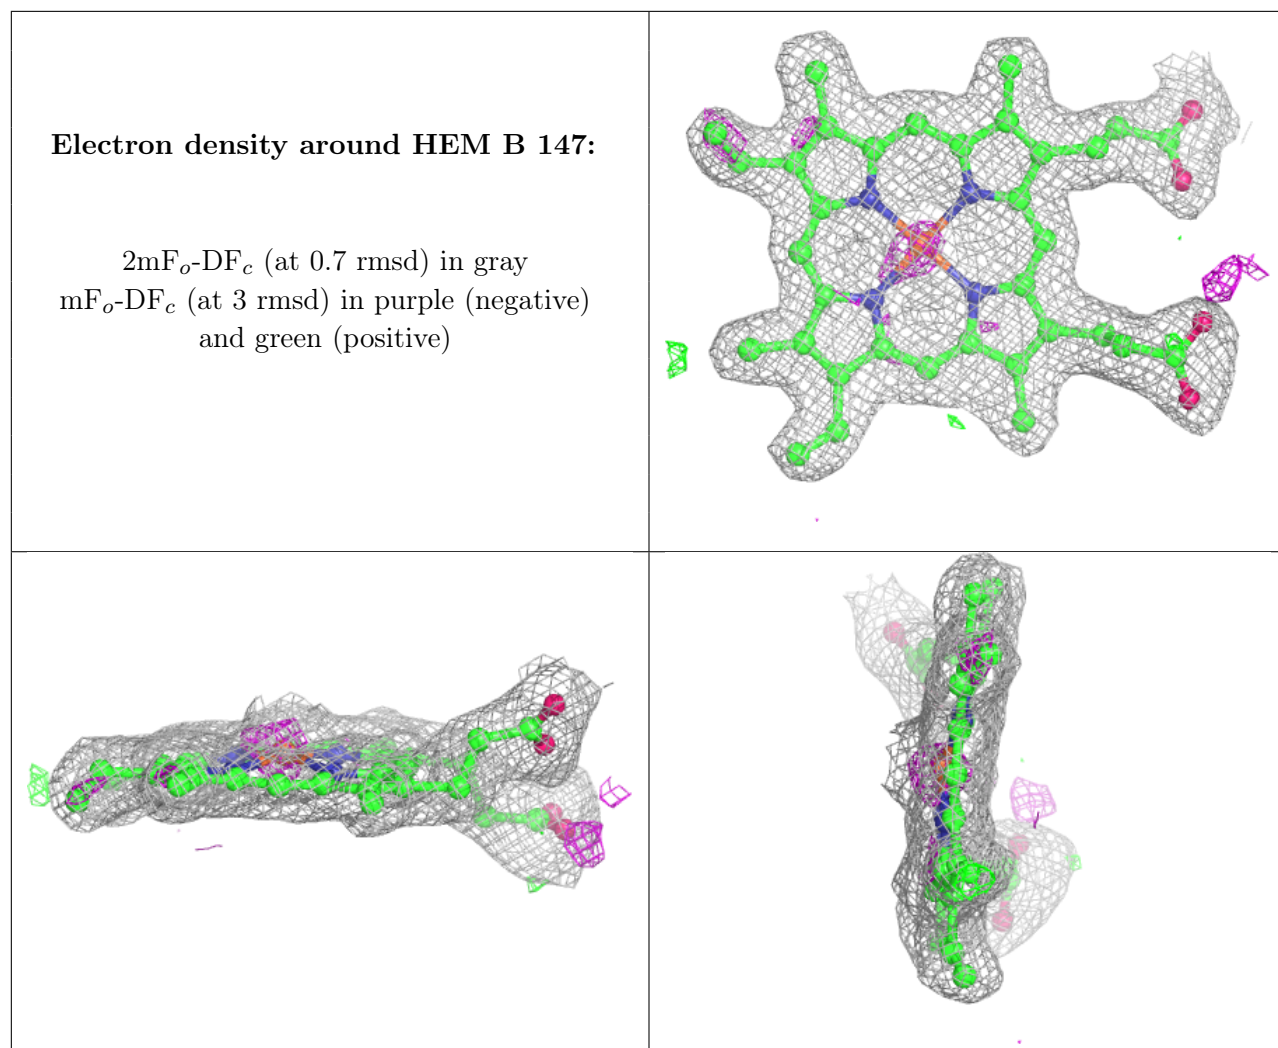 Electron density around HEM B 147:
2mFₒ-DF𝒸 (at 0.7 rmsd) in gray
mFₒ-DF𝒸 (at 3 rmsd) in purple (negative)
and green (positive)